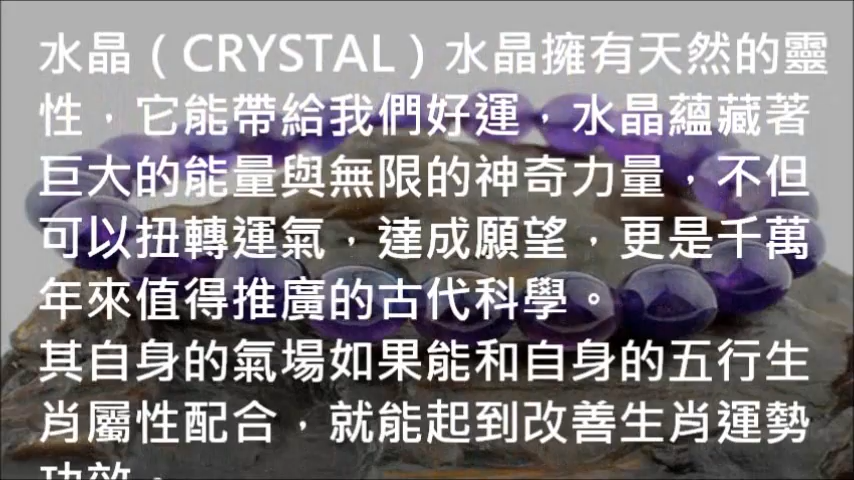 水晶（CRYSTAL）水晶擁有天然的靈
性，它能帶給我們好運，水晶蘊藏著
巨大的能量與無限的神奇力量，不但
可以扭轉運氣，達成願望，更是千萬
年來值得推廣的古代科學。
其自身的氣場如果能和自身的五行生
肖屬性配合，就能起到改善生肖運勢
功效。